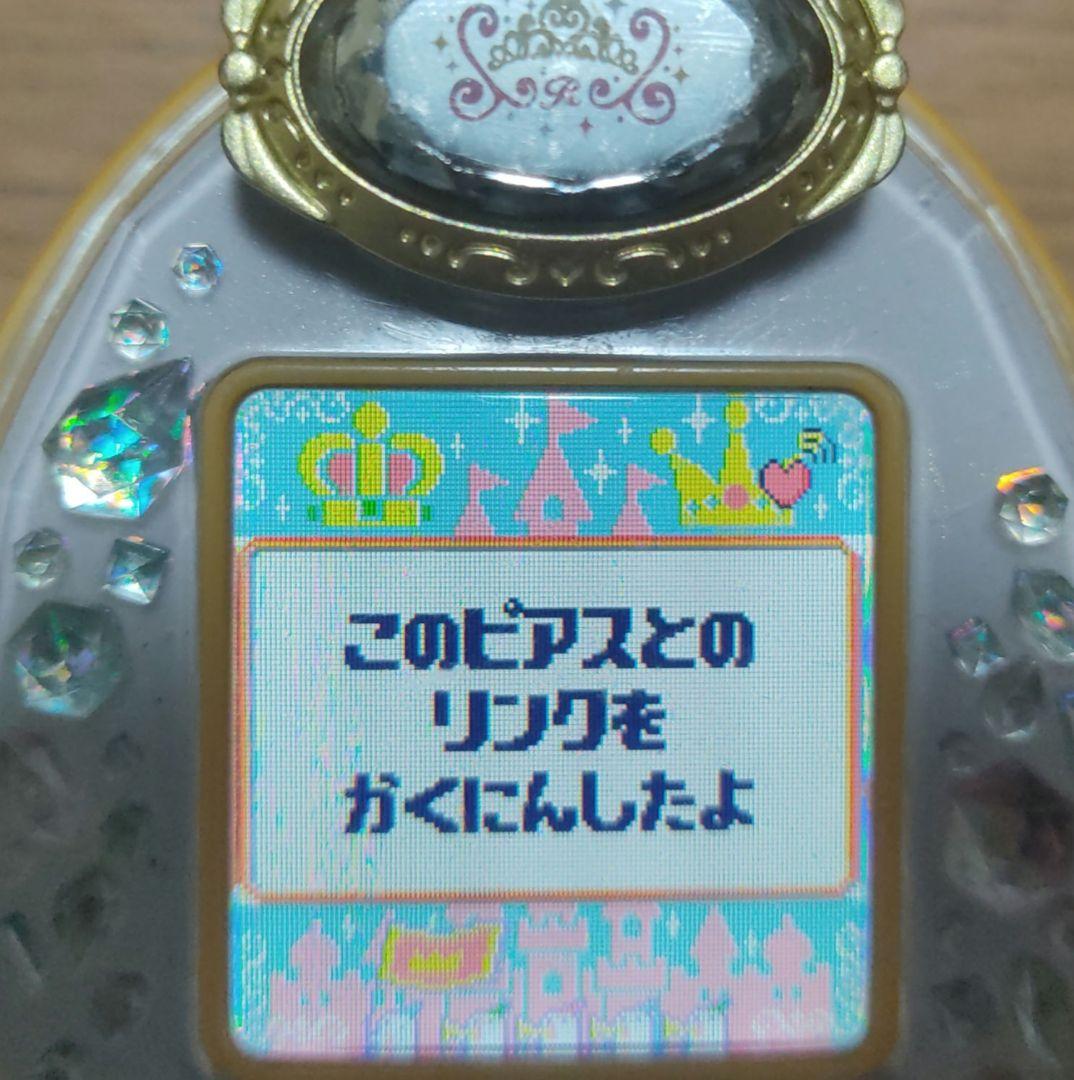 このピアスとの
リンクを
かくにんしたよ